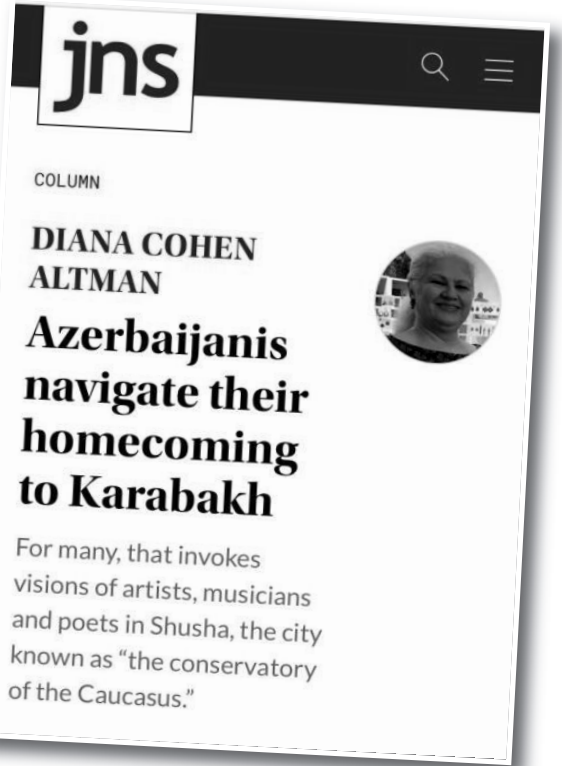 jns
COLUMN
DIANA COHEN
ALTMAN
Azerbaijanis
navigate their
homecoming
to Karabakh
For many, that invokes
visions of artists, musicians
and poets in Shusha, the city
known as “the conservatory
of the Caucasus.”